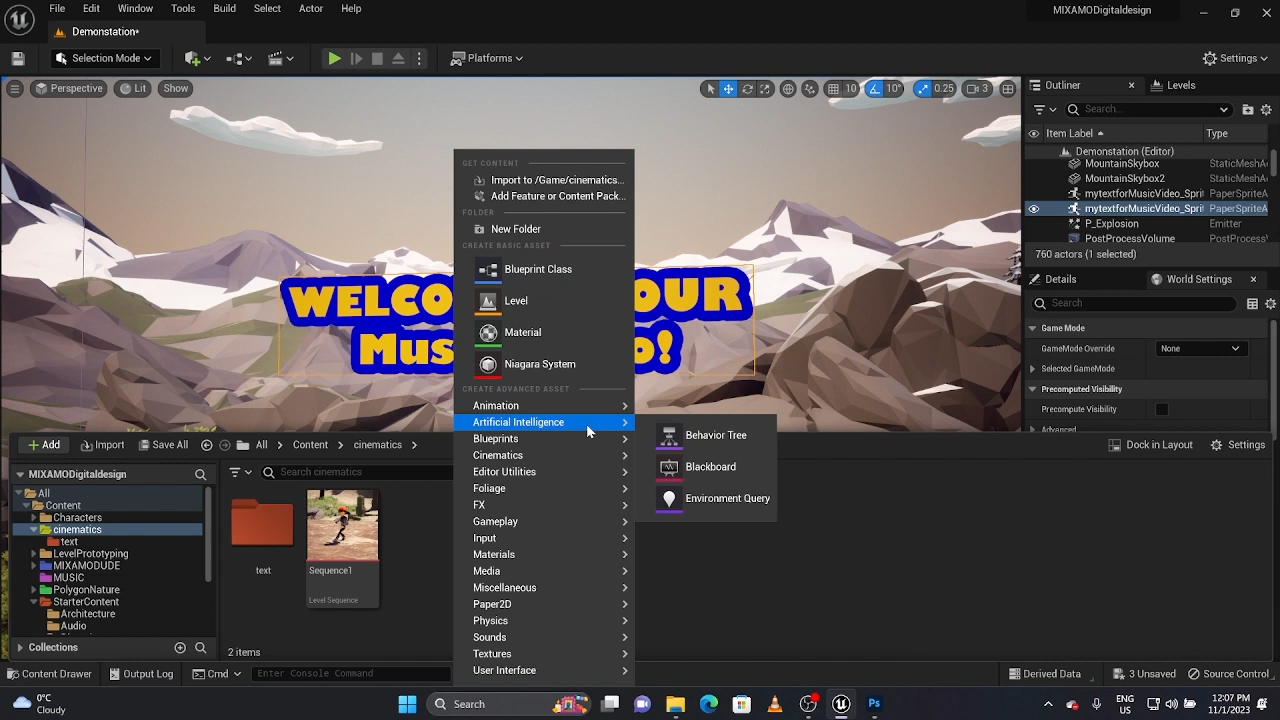 File
Edit
Window
Tools
Build
Select
Actor
Help
MIXAMODigitaldesign
Demonstation*
Selection Mode
Platforms
Settings
Perspective
Lit
Show
10
10°
0.25
3
Outliner
Levels
Search...
Item Label
Type
Demonstation (Editor)
MountainSkybox
StaticMeshA
MountainSkybox2
StaticMeshA
mytextforMusicVideo_Spri
PaperSpriteA
mytextforMusicVideo_Spri
PaperSpriteA
P_Explosion
Emitter
PostProcessVolume
PostProcessV
760 actors (1 selected)
Details
World Settings
Search
Game Mode
GameMode Override
None
Selected GameMode
Precomputed Visibility
Precompute Visibility
Advanced
WELCO
OUR
Mus
o!
GET CONTENT
Import to /Game/cinematics...
Add Feature or Content Pack...
FOLDER
New Folder
CREATE BASIC ASSET
Blueprint Class
Level
Material
Niagara System
CREATE ADVANCED ASSET
Animation
Artificial Intelligence
Blueprints
Cinematics
Editor Utilities
Foliage
FX
Gameplay
Input
Materials
Media
Miscellaneous
Paper2D
Physics
Sounds
Textures
User Interface
Behavior Tree
Blackboard
Environment Query
Add
Import
Save All
All
Content
cinematics
Dock in Layout
Settings
MIXAMODigitaldesign
Search cinematics
All
Content
Characters
cinematics
text
LevelPrototyping
MIXAMODUDE
MUSIC
PolygonNature
StarterContent
Architecture
Audio
Collections
text
Sequence1
Level Sequence
2 items
Content Drawer
Output Log
Cmd
Enter Console Command
Derived Data
3 Unsaved
Source Control
0°C
Cloudy
Search
ENG
US
12:07 PM
11/1/2023